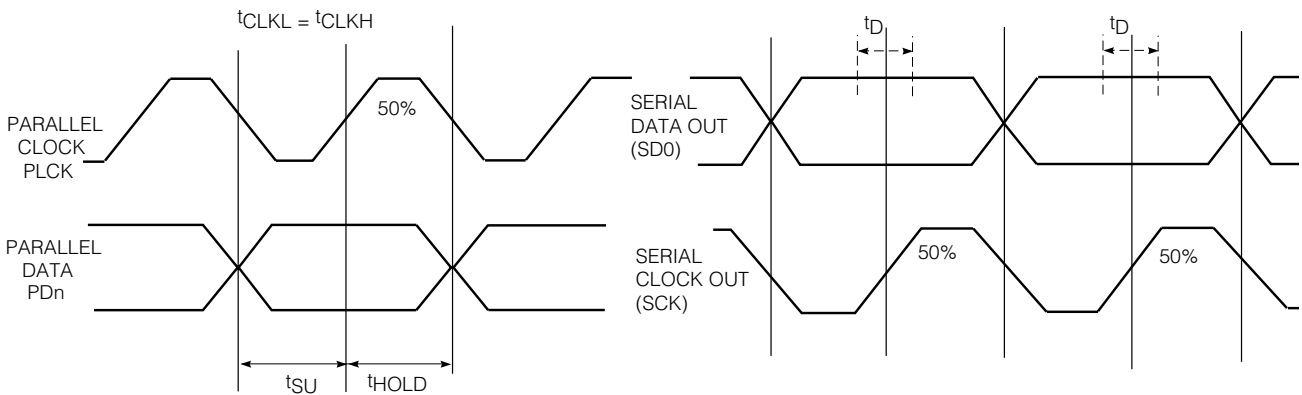 tCLKL = tCLKH
50%
PARALLEL
CLOCK
PLCK
PARALLEL
DATA
PDn
tSU
tHOLD
tD
tD
SERIAL
DATA OUT
(SD0)
SERIAL
CLOCK OUT
(SCK)
50%
50%